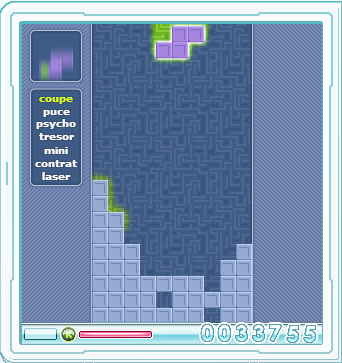 coupe
puce
psycho
tresor
mini
contrat
laser
0033755